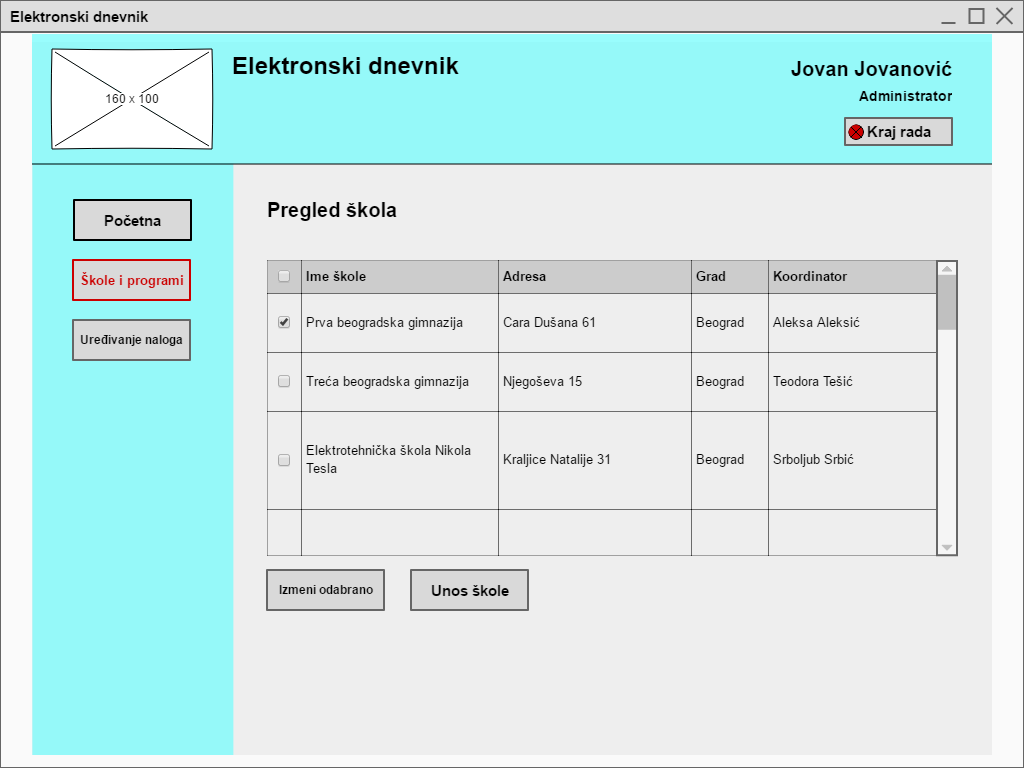 Elektronski dnevnik
160 x 100
Elektronski dnevnik
Jovan Jovanović
Administrator
Kraj rada
Početna
Škole i programi
Uređivanje naloga
Pregled škola
Ime škole Adresa Grad Koordinator
Prva beogradska gimnazija Cara Dušana 61 Beograd Aleksa Aleksić
Treća beogradska gimnazija Njegoševa 15 Beograd Teodora Tešić
Elektrotehnička škola Nikola
Tesla Kraljice Natalije 31 Beograd Srboljub Srbić
Izmeni odabrano Unos škole